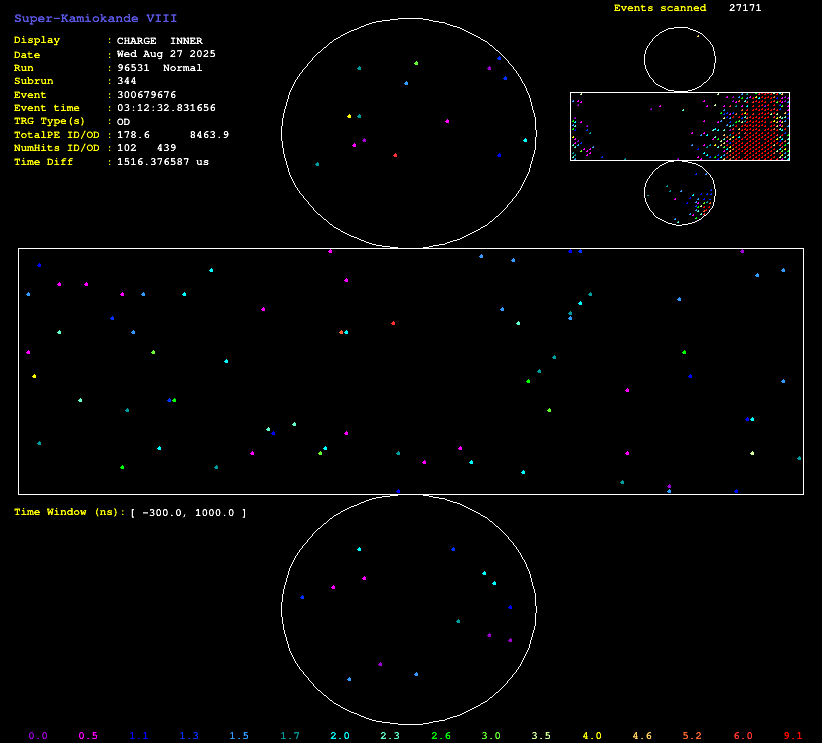 Super-Kamiokande VIII
Events scanned 27171
Display : CHARGE INNER
Date : Wed Aug 27 2025
Run : 96531 Normal
Subrun : 344
Event : 300679676
Event time : 03:12:32.831656
TRG Type(s) : OD
TotalPE ID/OD : 178.6 8463.9
NumHits ID/OD : 102 439
Time Diff : 1516.376587 us
Time Window (ns): [ -300.0, 1000.0 ]
0.0 0.5 1.1 1.3 1.5 1.7 2.0 2.3 2.6 3.0 3.5 4.0 4.6 5.2 6.0 9.1